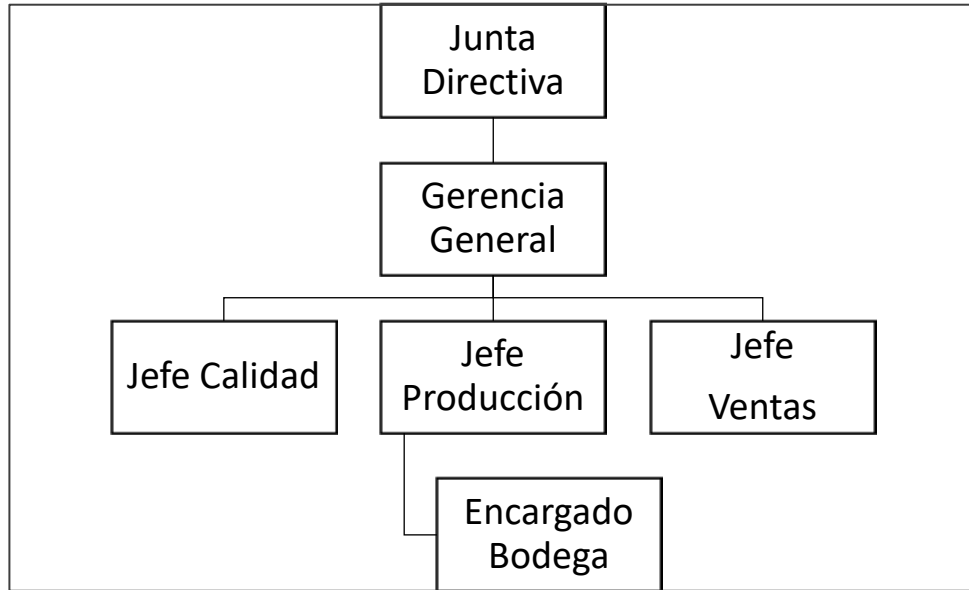 Junta
Directiva
Gerencia
General
Jefe Calidad
Jefe
Producción
Jefe
Ventas
Encargado
Bodega